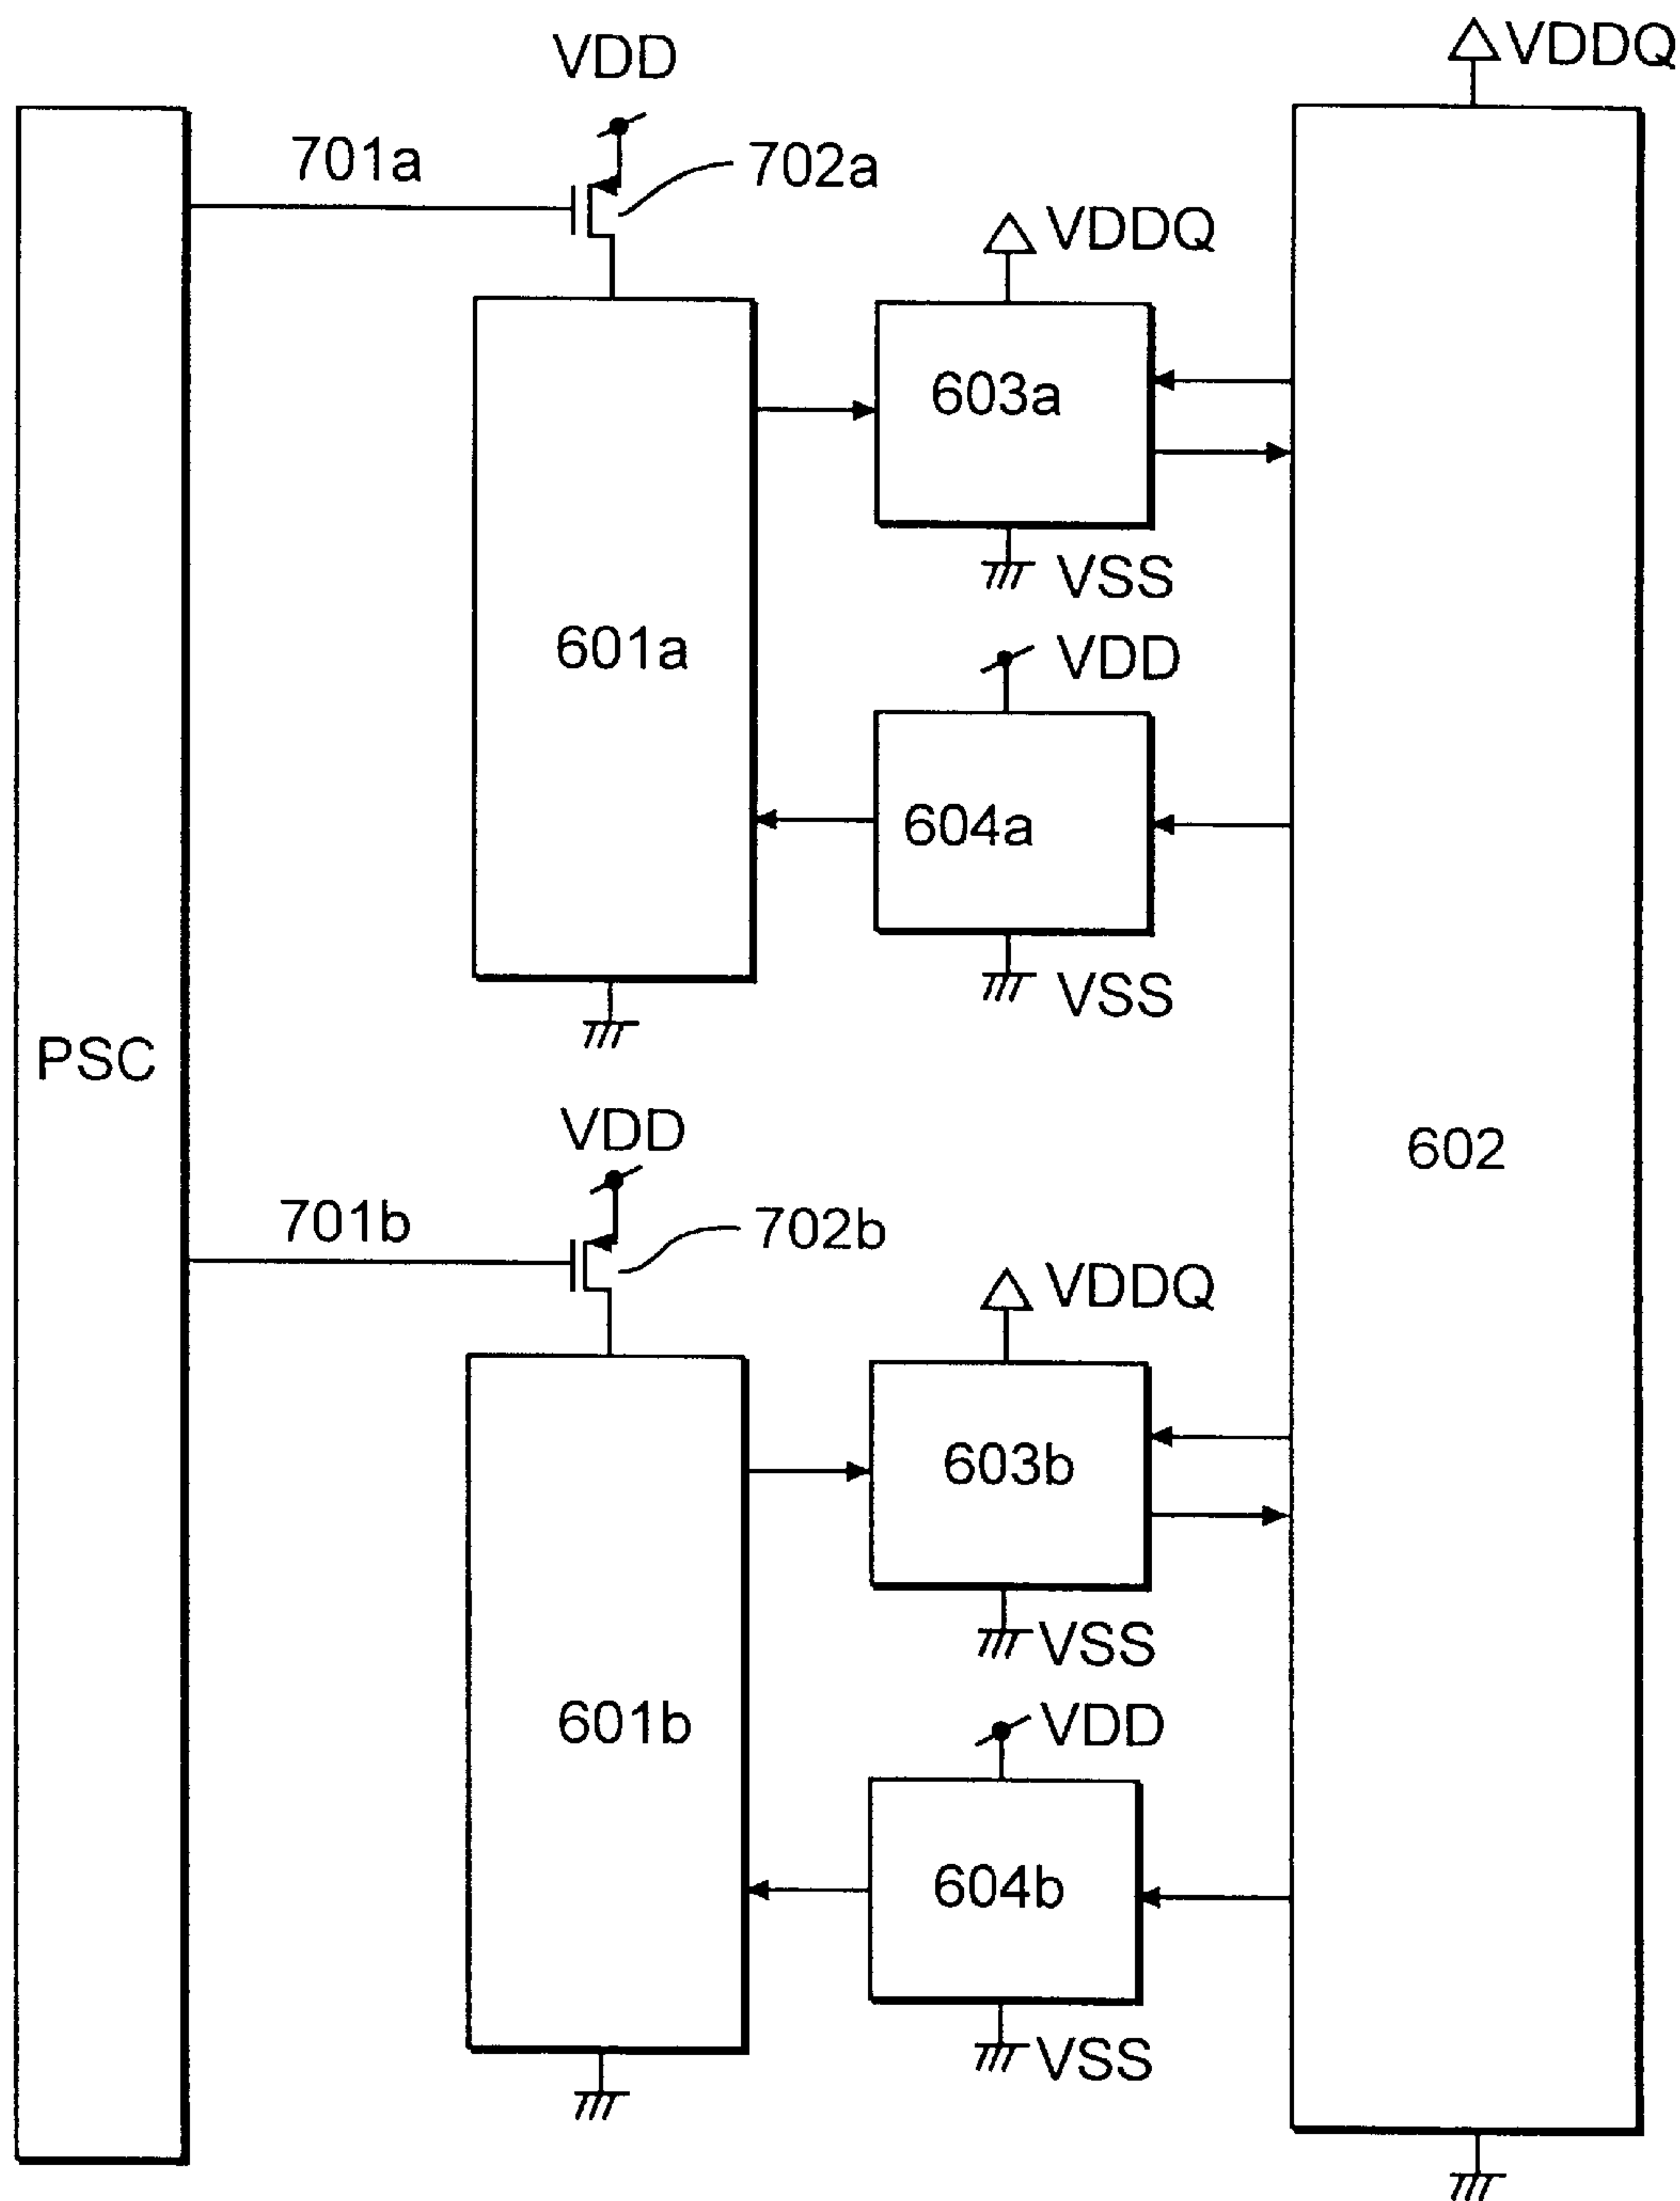 VDDQ
VDD
701a
702a
VDDQ
603a
VSS
601a
VDD
604a
VSS
PSC
VDD
602
701b
702b
VDDQ
603b
VSS
601b
VDD
604b
VSS